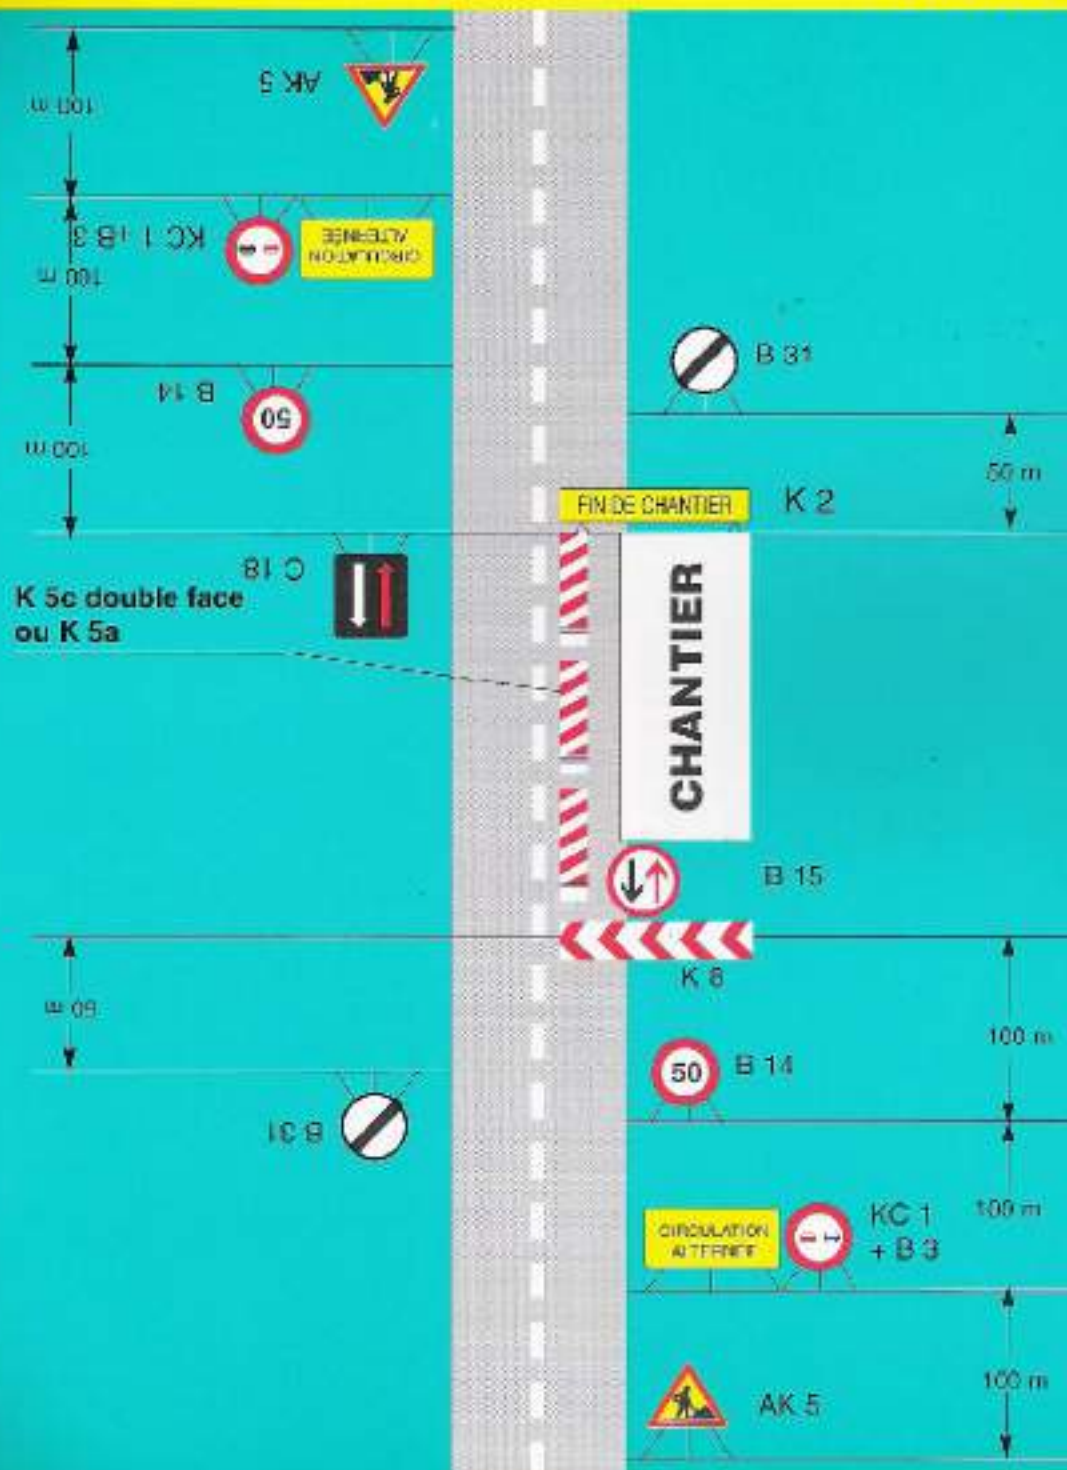 100 m
AK 5
KC 1 + B 3
CIRCULATION
ALTERNÉE
100 m
B 14
50
100 m
B 31
50 m
FIN DE CHANTIER
K 2
C 18
K 5c double face
ou K 5a
CHANTIER
B 15
K 8
50 m
100 m
50
B 14
B 31
CIRCULATION
ALTERNÉE
KC 1
+ B 3
100 m
AK 5
100 m